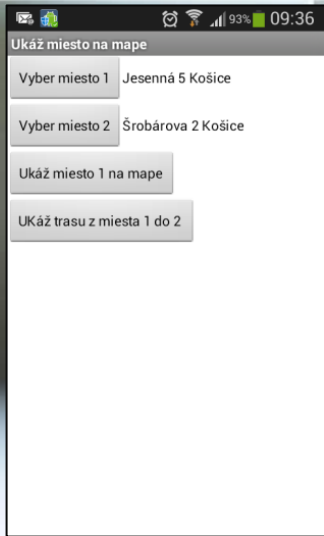 93% 09:36
Ukáž miesto na mape
Vyber miesto 1 Jesenná 5 Košice
Vyber miesto 2 Šrobárova 2 Košice
Ukáž miesto 1 na mape
UKáž trasu z miesta 1 do 2